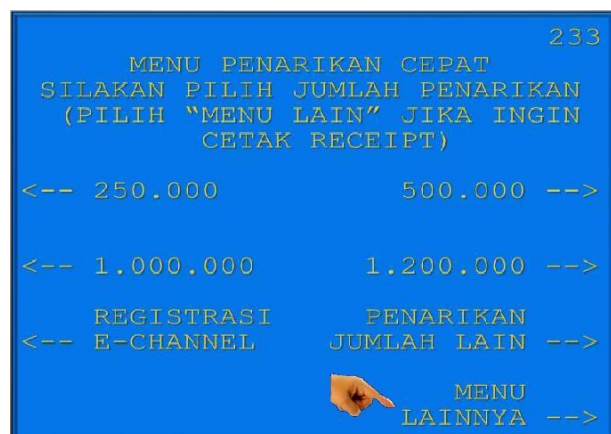 233
MENU PENARIKAN CEPAT
SILAKAN PILIH JUMLAH PENARIKAN
(PILIH “MENU LAIN” JIKA INGIN
CETAK RECEIPT)
<-- 250.000 500.000 -->
<-- 1.000.000 1.200.000 -->
REGISTRASI PENARIKAN
<-- E-CHANNEL JUMLAH LAIN -->
MENU
LAINNYA -->